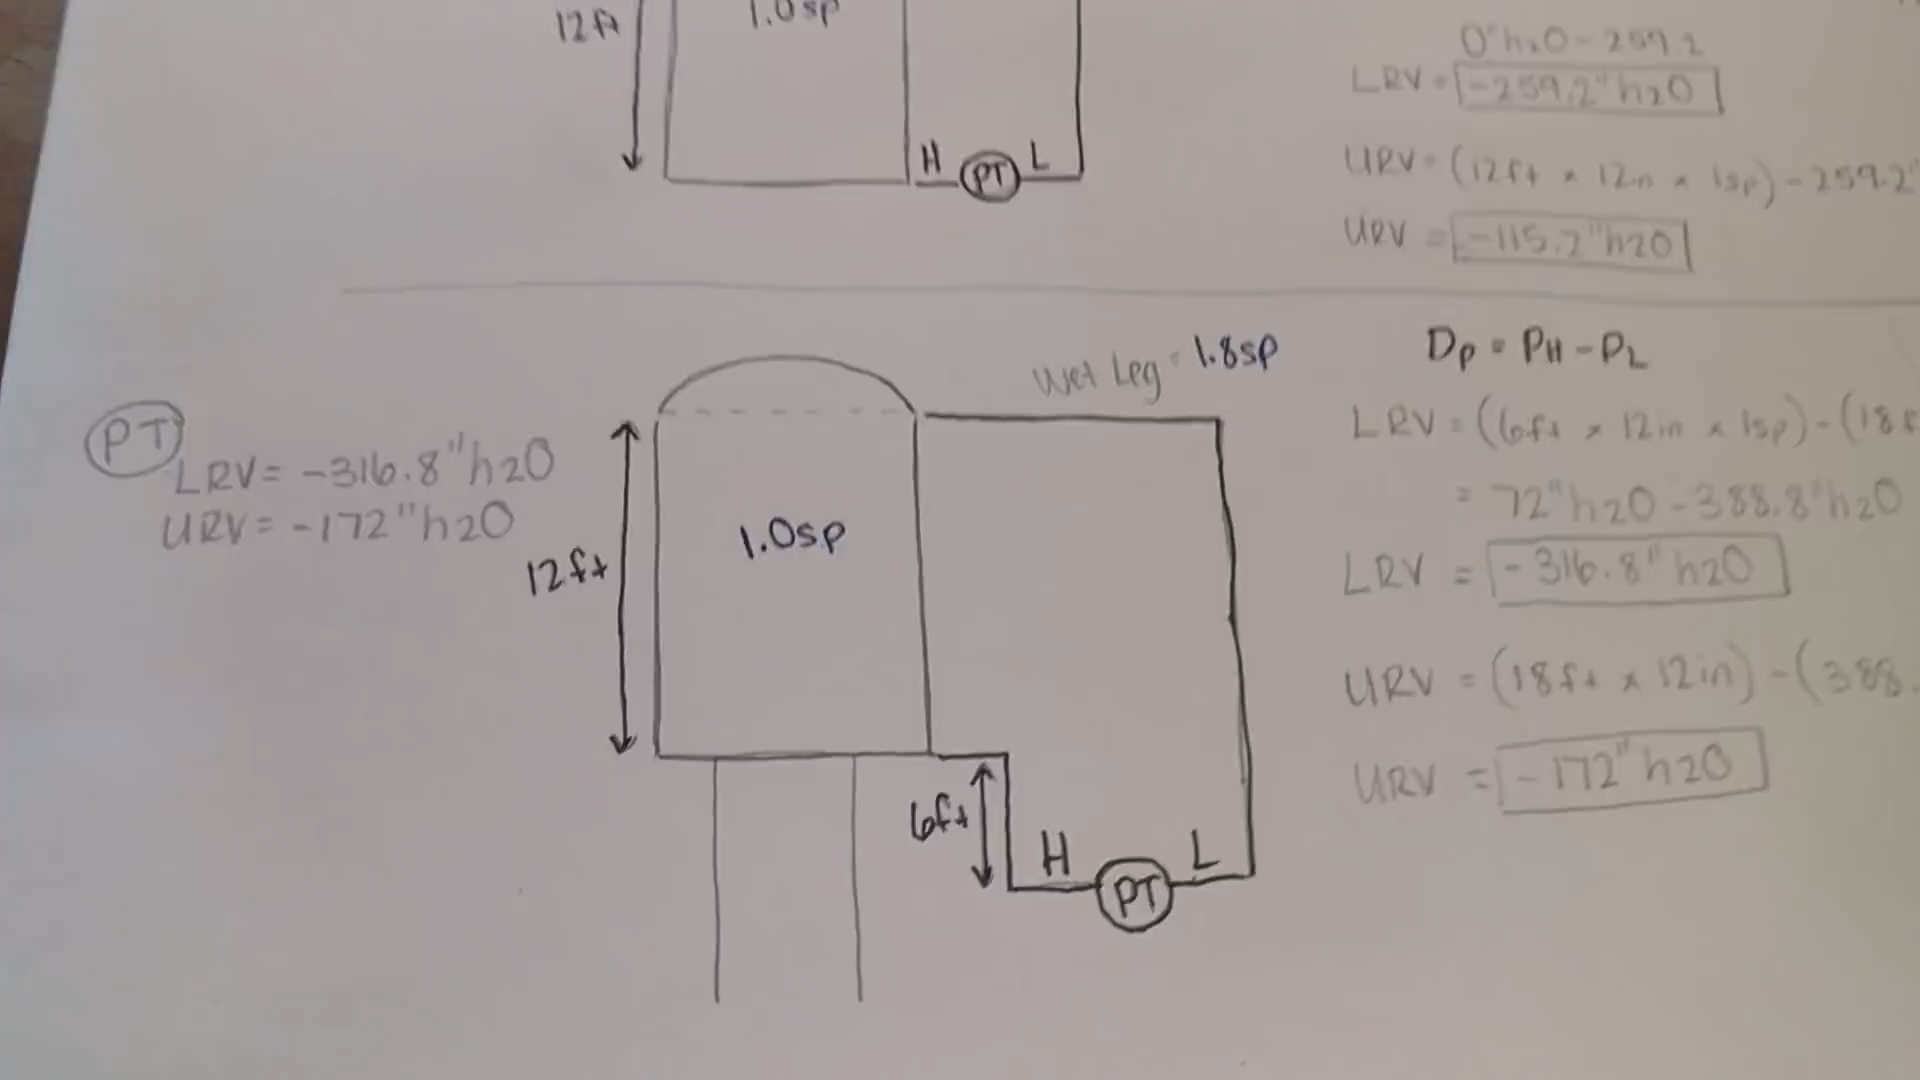 12ft
1.0sp
H PT L
0"h2O - 259.2
LRV = -259.2"h2O
URV = (12ft x 12in x 1sp) - 259.2"
URV = -115.2"h2O
PT
LRV = -316.8"h2O
URV = -172"h2O
Wet Leg = 1.8sp
12ft
1.0sp
6ft
H PT L
Dp = PH - PL
LRV = (6ft x 12in x 1sp) - (18
= 72"h2O - 388.8"h2O
LRV = -316.8"h2O
URV = (18ft x 12in) - (388.
URV = -172"h2O